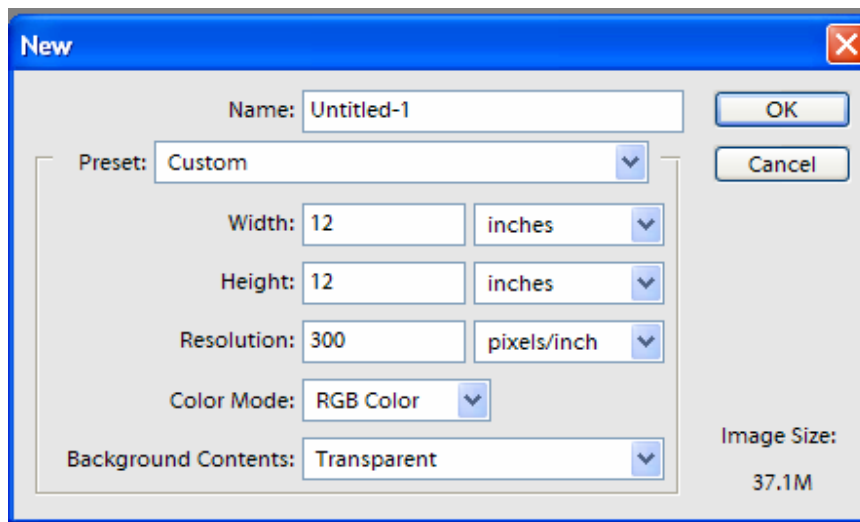 New
Name: Untitled-1
OK
Preset: Custom
Cancel
Width: 12 inches
Height: 12 inches
Resolution: 300 pixels/inch
Color Mode: RGB Color
Background Contents: Transparent
Image Size:
37.1M